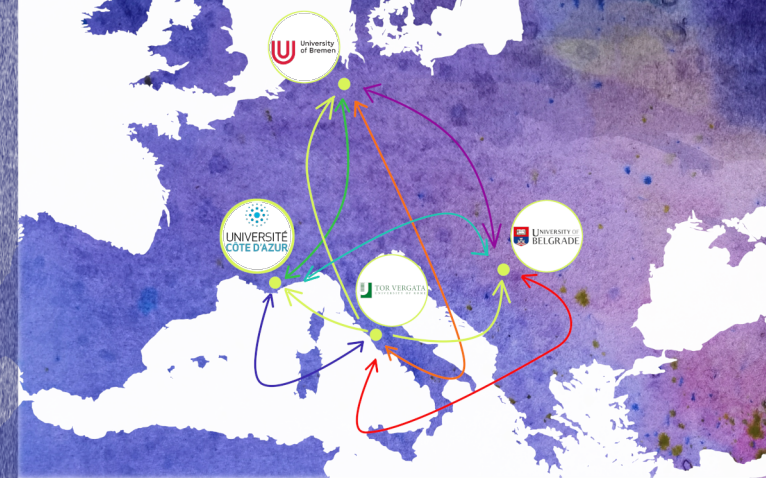 University
of Bremen
UNIVERSITÉ
CÔTE D'AZUR
UNIVERSITY OF
BELGRADE
TOR VERGATA